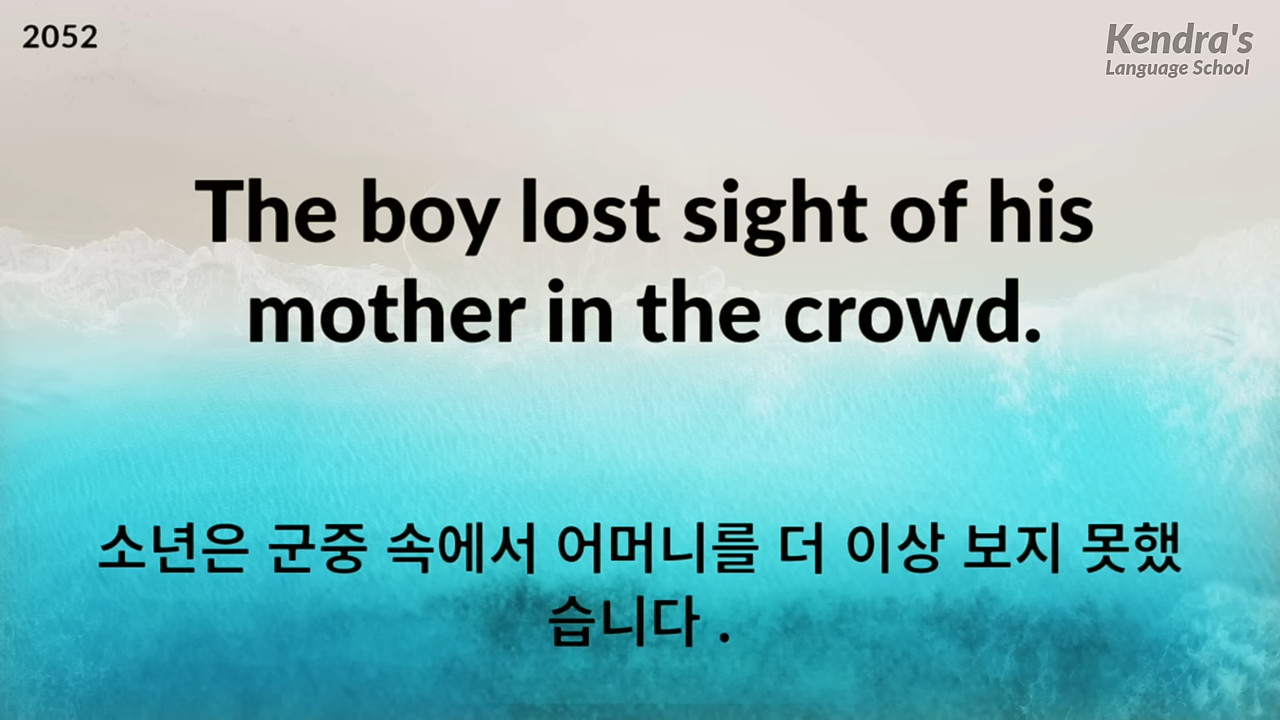 2052
Kendra's
Language School
The boy lost sight of his
mother in the crowd.
소년은 군중 속에서 어머니를 더 이상 보지 못했
습니다 .